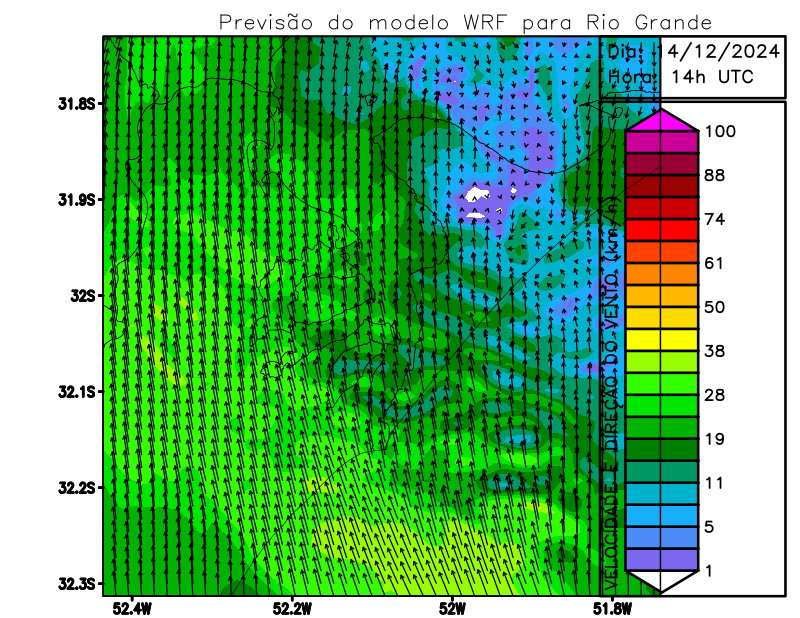 Previsão do modelo WRF para Rio Grande
Dia: 14/12/2024
Hora: 14h UTC
31.8S
31.9S
32S
32.1S
32.2S
32.3S
52.4W
52.2W
52W
51.8W
VELOCIDADE E DIREÇÃO DO VENTO (km/h)
100
88
74
61
50
38
28
19
11
5
1